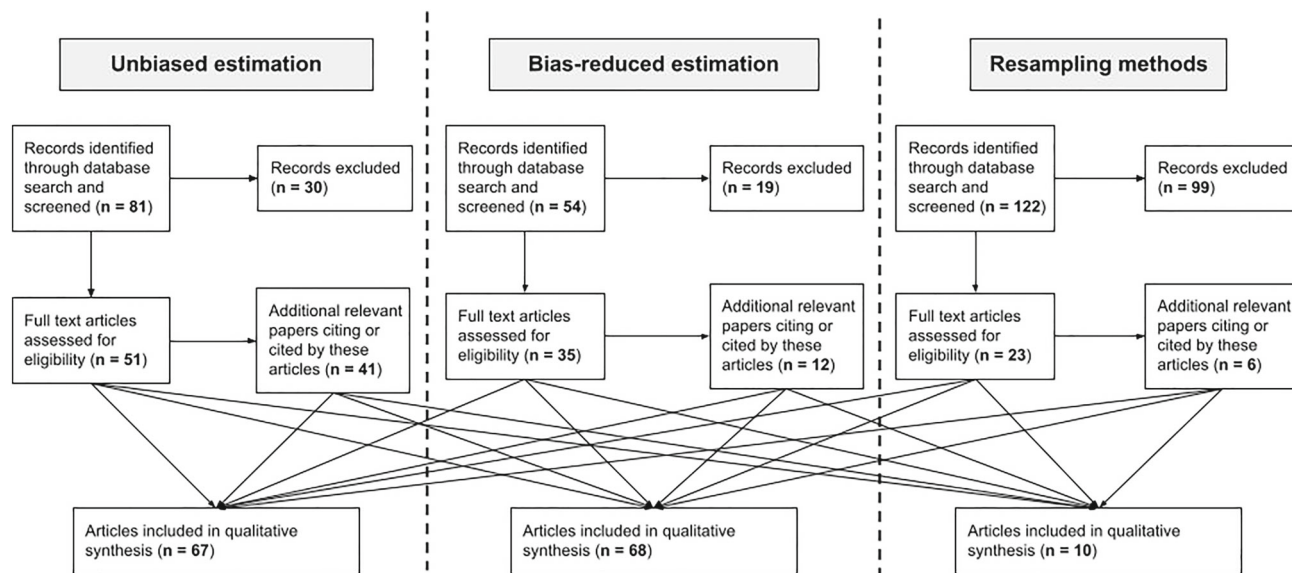 Unbiased estimation
Records identified
through database
search and
screened (n = 81)
Records excluded
(n = 30)
Full text articles
assessed for
eligibility (n = 51)
Additional relevant
papers citing or
cited by these
articles (n = 41)
Articles included in qualitative
synthesis (n = 67)
Bias-reduced estimation
Records identified
through database
search and
screened (n = 54)
Records excluded
(n = 19)
Full text articles
assessed for
eligibility (n = 35)
Additional relevant
papers citing or
cited by these
articles (n = 12)
Articles included in qualitative
synthesis (n = 68)
Resampling methods
Records identified
through database
search and
screened (n = 122)
Records excluded
(n = 99)
Full text articles
assessed for
eligibility (n = 23)
Additional relevant
papers citing or
cited by these
articles (n = 6)
Articles included in qualitative
synthesis (n = 10)